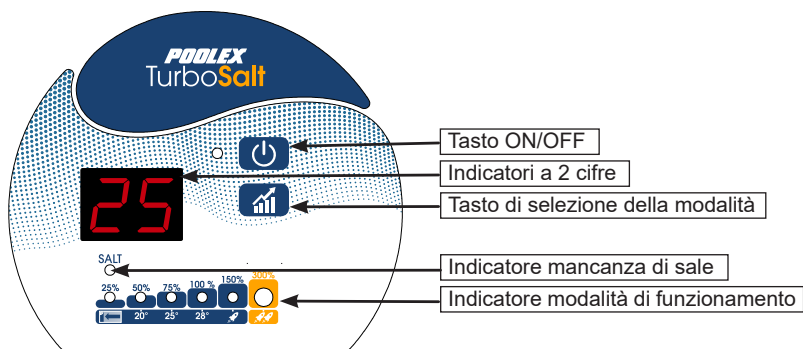 POOLEX
TurboSalt
Tasto ON/OFF
Indicatori a 2 cifre
25
Tasto di selezione della modalità
SALT
Indicatore mancanza di sale
25% 50% 75% 100 % 150% 300%
Indicatore modalità di funzionamento
20° 25° 28°